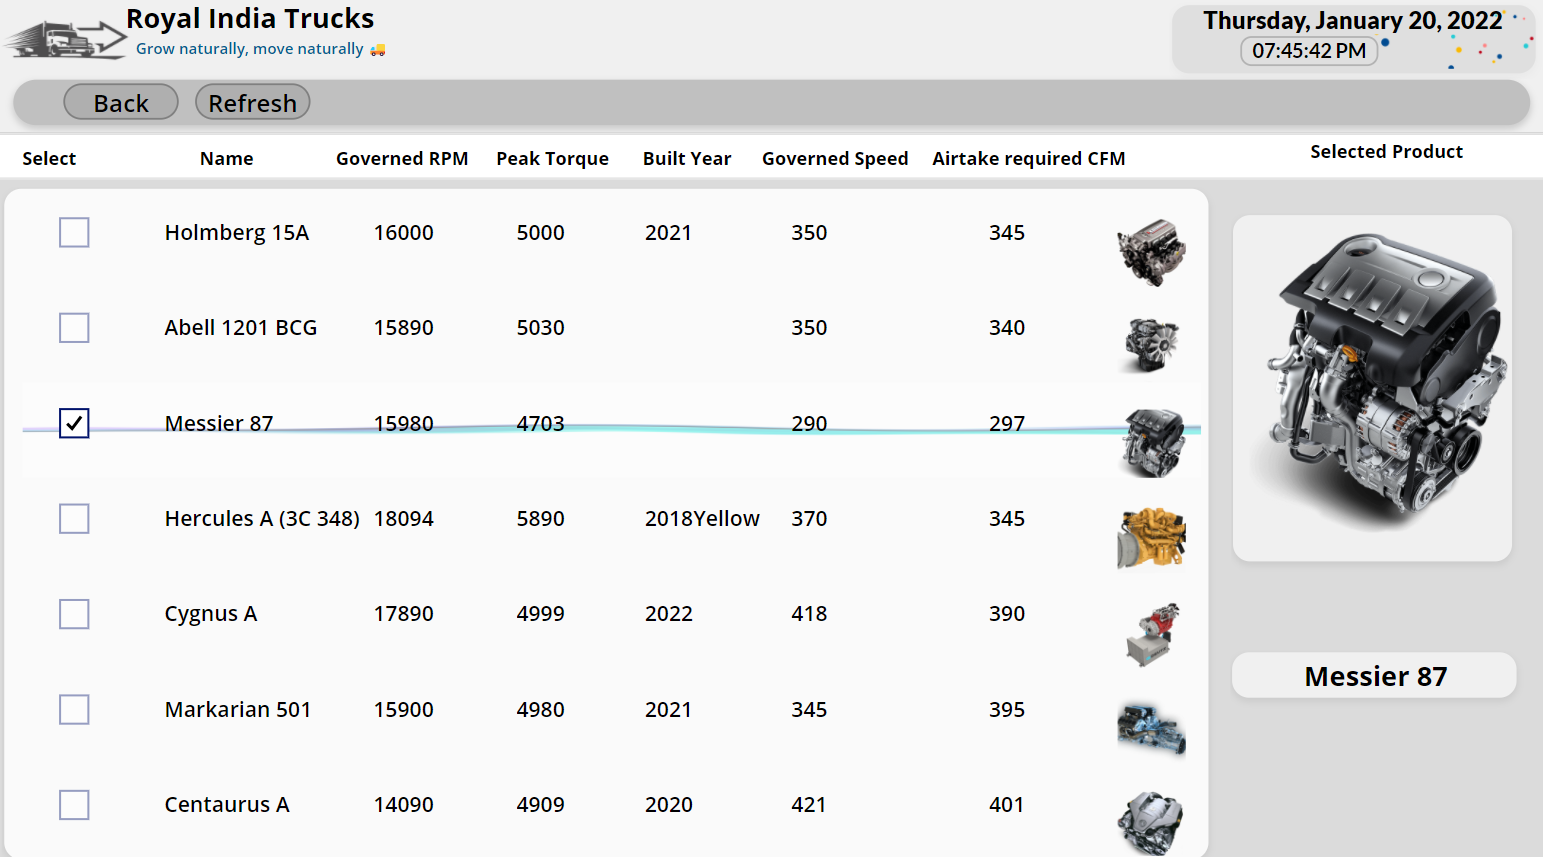 Royal India Trucks
Grow naturally, move naturally 🚚
Thursday, January 20, 2022
07:45:42 PM
Back Refresh
Select Name Governed RPM Peak Torque Built Year Governed Speed Airtake required CFM Selected Product
Holmberg 15A 16000 5000 2021 350 345
Abell 1201 BCG 15890 5030 350 340
Messier 87 15980 4703 290 297
Hercules A (3C 348) 18094 5890 2018Yellow 370 345
Cygnus A 17890 4999 2022 418 390
Messier 87
Markarian 501 15900 4980 2021 345 395
Centaurus A 14090 4909 2020 421 401